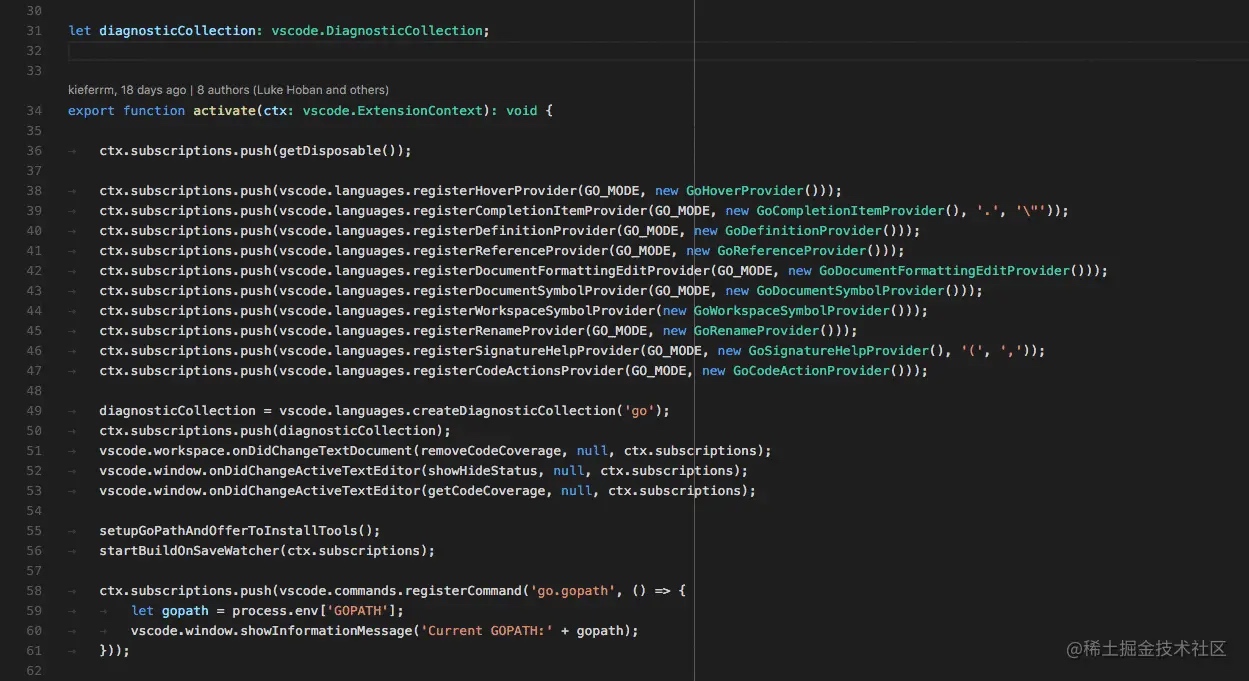 30
31 let diagnosticCollection: vscode.DiagnosticCollection;
32
33
kieferrm, 18 days ago | 8 authors (Luke Hoban and others)
34 export function activate(ctx: vscode.ExtensionContext): void {
35
36 → ctx.subscriptions.push(getDisposable());
37
38 → ctx.subscriptions.push(vscode.languages.registerHoverProvider(GO_MODE, new GoHoverProvider()));
39 → ctx.subscriptions.push(vscode.languages.registerCompletionItemProvider(GO_MODE, new GoCompletionItemProvider(), '.', '\"'));
40 → ctx.subscriptions.push(vscode.languages.registerDefinitionProvider(GO_MODE, new GoDefinitionProvider()));
41 → ctx.subscriptions.push(vscode.languages.registerReferenceProvider(GO_MODE, new GoReferenceProvider()));
42 → ctx.subscriptions.push(vscode.languages.registerDocumentFormattingEditProvider(GO_MODE, new GoDocumentFormattingEditProvider()));
43 → ctx.subscriptions.push(vscode.languages.registerDocumentSymbolProvider(GO_MODE, new GoDocumentSymbolProvider()));
44 → ctx.subscriptions.push(vscode.languages.registerWorkspaceSymbolProvider(new GoWorkspaceSymbolProvider()));
45 → ctx.subscriptions.push(vscode.languages.registerRenameProvider(GO_MODE, new GoRenameProvider()));
46 → ctx.subscriptions.push(vscode.languages.registerSignatureHelpProvider(GO_MODE, new GoSignatureHelpProvider(), '(', ','));
47 → ctx.subscriptions.push(vscode.languages.registerCodeActionsProvider(GO_MODE, new GoCodeActionProvider()));
48
49 → diagnosticCollection = vscode.languages.createDiagnosticCollection('go');
50 → ctx.subscriptions.push(diagnosticCollection);
51 → vscode.workspace.onDidChangeTextDocument(removeCodeCoverage, null, ctx.subscriptions);
52 → vscode.window.onDidChangeActiveTextEditor(showHideStatus, null, ctx.subscriptions);
53 → vscode.window.onDidChangeActiveTextEditor(getCodeCoverage, null, ctx.subscriptions);
54
55 → setupGoPathAndOfferToInstallTools();
56 → startBuildOnSaveWatcher(ctx.subscriptions);
57
58 → ctx.subscriptions.push(vscode.commands.registerCommand('go.gopath', () => {
59 → → let gopath = process.env['GOPATH'];
60 → → vscode.window.showInformationMessage('Current GOPATH:' + gopath);
61 → }));
62
@稀土掘金技术社区